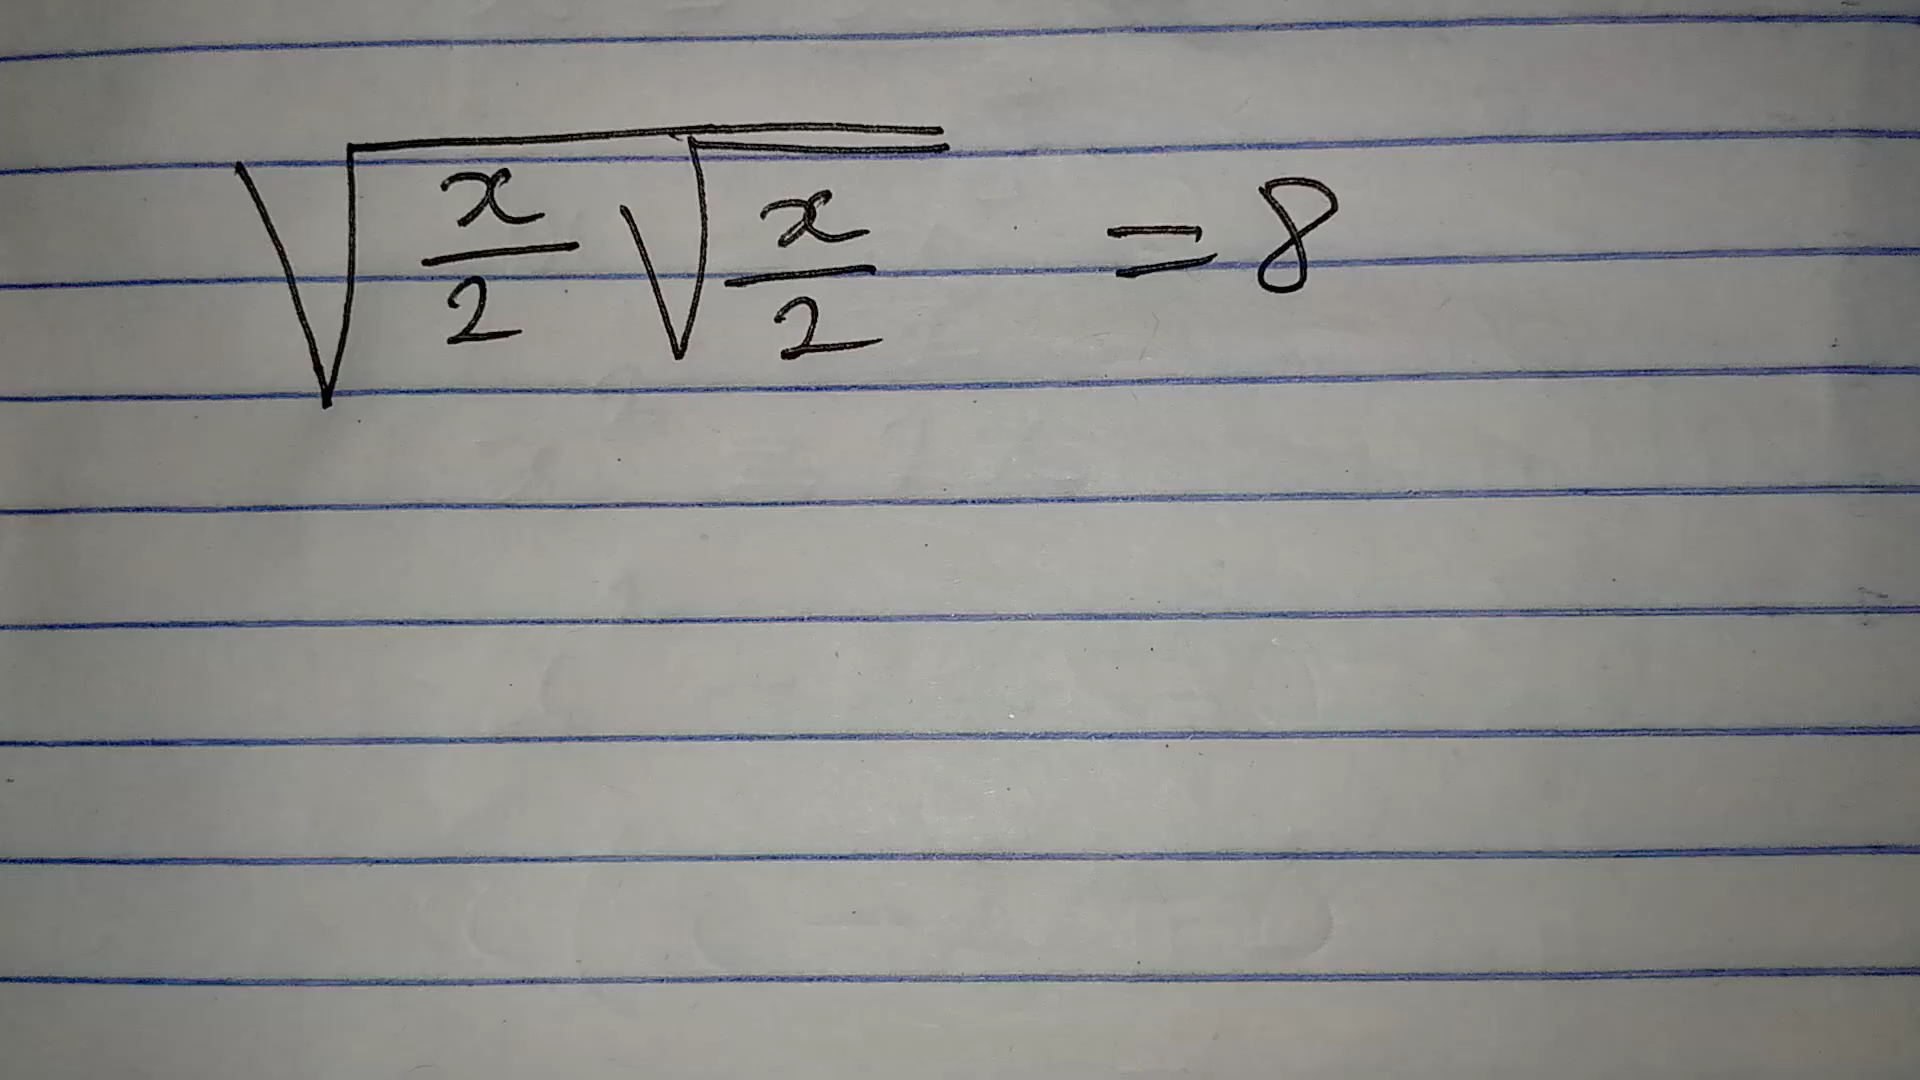 √(x/2 √(x/2)) = 8